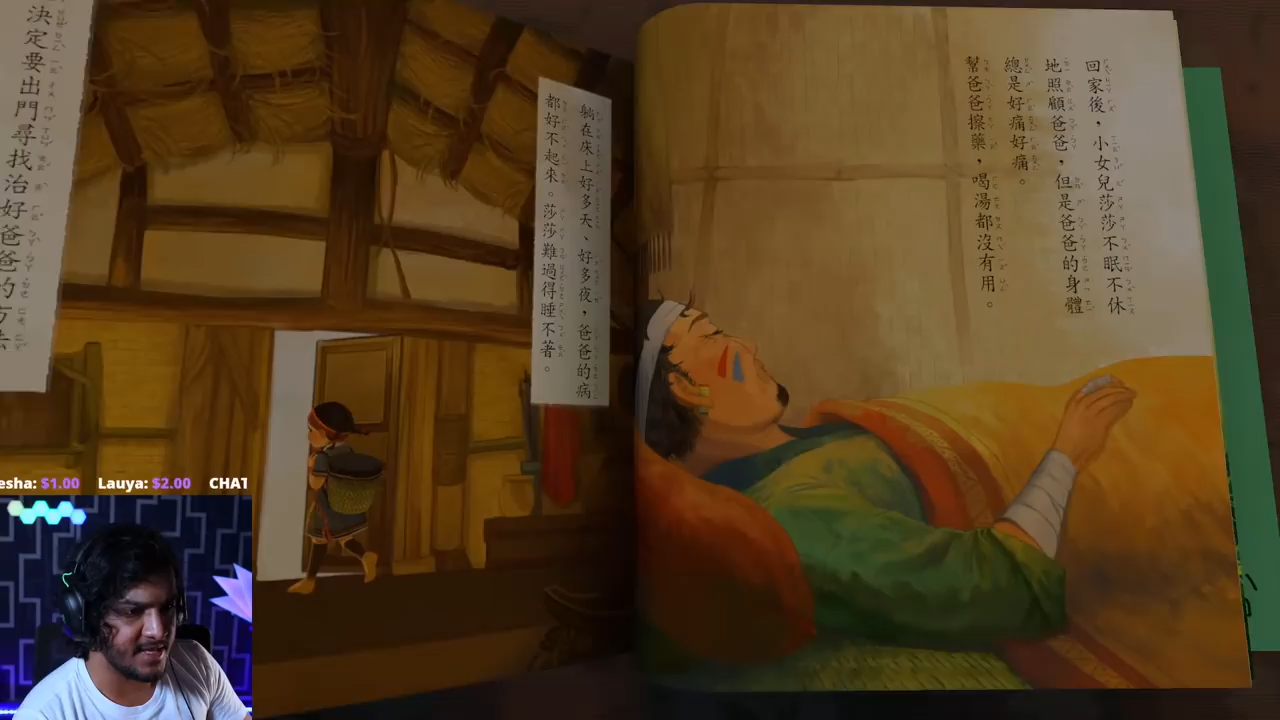 回家後，小女兒莎莎不眠不休
地照顧爸爸，但是爸爸的身體
總是好痛好痛。
幫爸爸擦藥，喝湯都沒有用。
躺在床上好多天、好多夜，爸爸的病
都好不起來。莎莎難過得睡不著。
決定要出門尋找治好爸爸的方法
esha: $1.00 Lauya: $2.00 CHAT